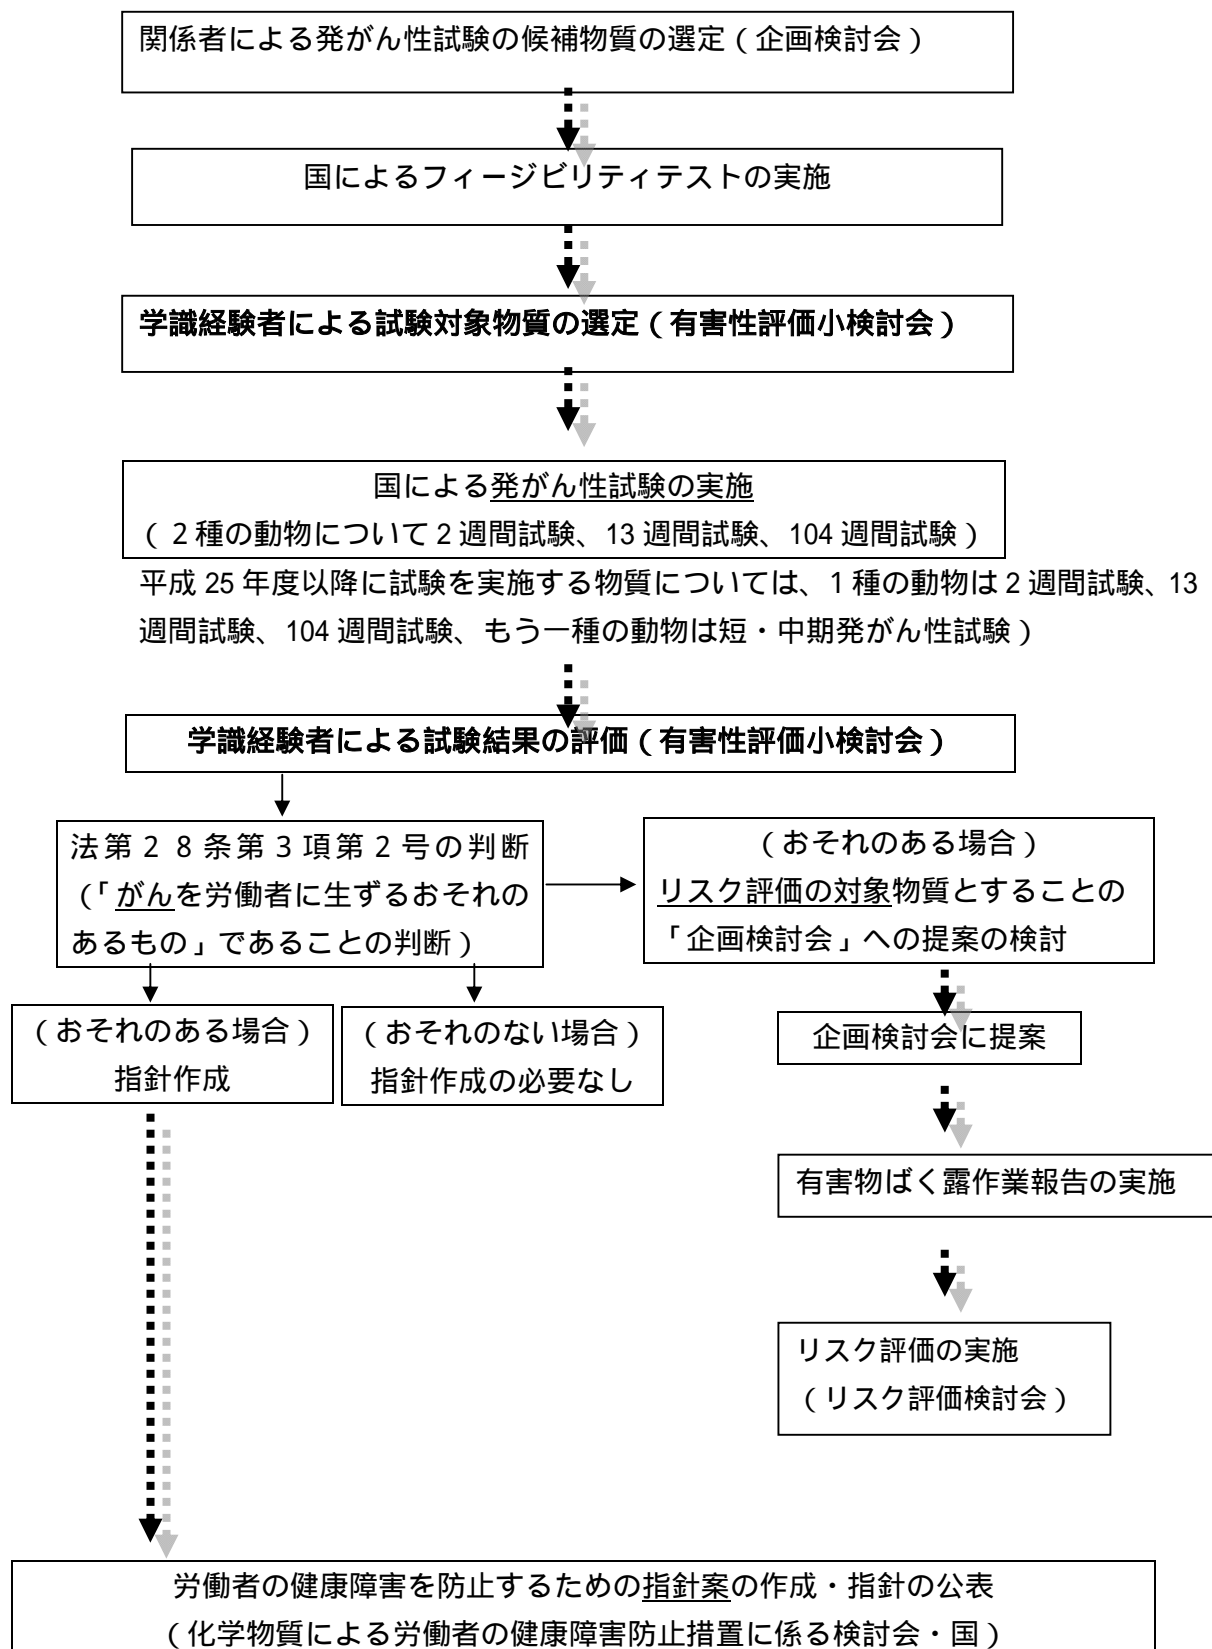 関係者による発がん性試験の候補物質の選定(企画検討会)
国によるフィージビリティテストの実施
学識経験者による試験対象物質の選定(有害性評価小検討会)
国による発がん性試験の実施
(2種の動物について2週間試験、13週間試験、104週間試験)
平成25年度以降に試験を実施する物質については、1種の動物は2週間試験、13
週間試験、104週間試験、もう一種の動物は短・中期発がん性試験)
学識経験者による試験結果の評価(有害性評価小検討会)
法第28条第3項第2号の判断
(「がんを労働者に生ずるおそれの
あるもの」であることの判断)
(おそれのある場合)
リスク評価の対象物質とすることの
「企画検討会」への提案の検討
(おそれのある場合)
指針作成
(おそれのない場合)
指針作成の必要なし
企画検討会に提案
有害物ばく露作業報告の実施
リスク評価の実施
(リスク評価検討会)
労働者の健康障害を防止するための指針案の作成・指針の公表
(化学物質による労働者の健康障害防止措置に係る検討会・国)